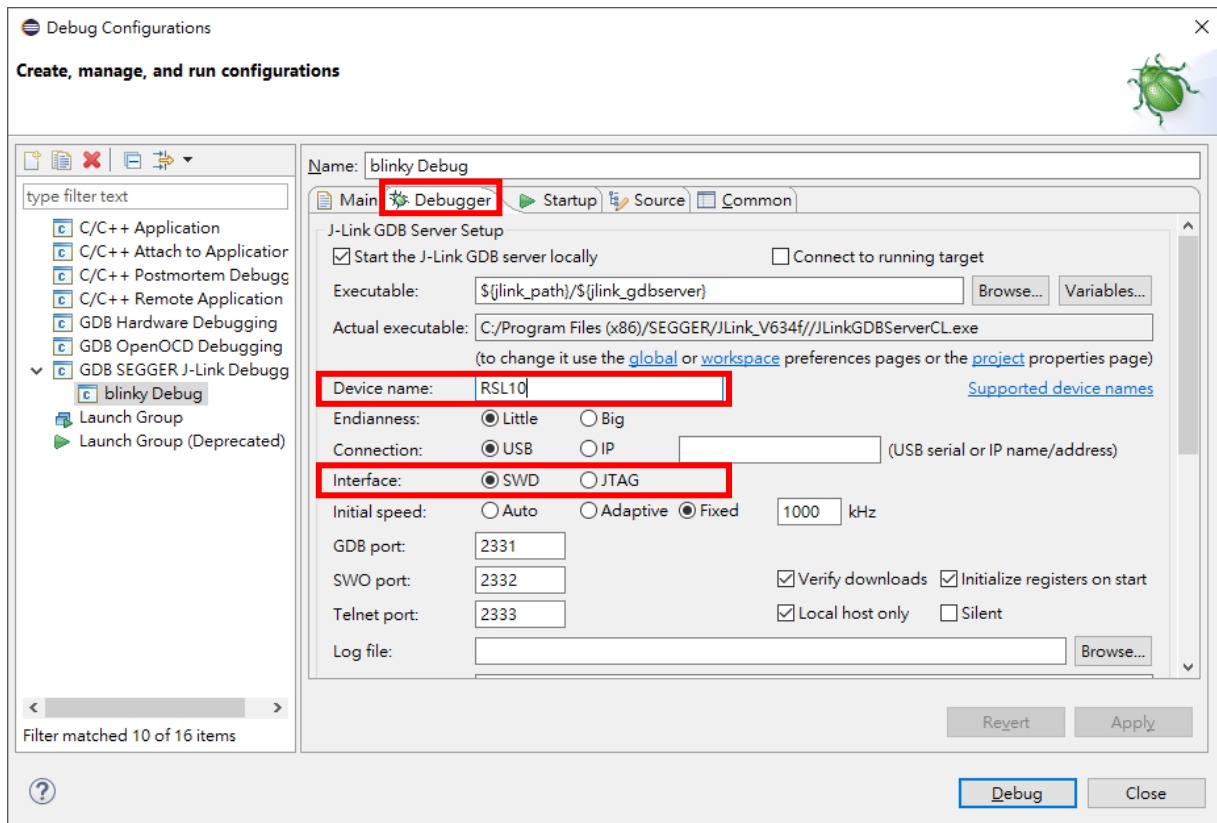 Debug Configurations
Create, manage, and run configurations
type filter text
C/C++ Application
C/C++ Attach to Application
C/C++ Postmortem Debugg
C/C++ Remote Application
GDB Hardware Debugging
GDB OpenOCD Debugging
GDB SEGGER J-Link Debugg
blinky Debug
Launch Group
Launch Group (Deprecated)
Filter matched 10 of 16 items
Name: blinky Debug
Main Debugger Startup Source Common
J-Link GDB Server Setup
Start the J-Link GDB server locally Connect to running target
Executable: ${jlink_path}/${jlink_gdbserver} Browse... Variables...
Actual executable: C:/Program Files (x86)/SEGGER/JLink_V634f//JLinkGDBServerCL.exe
(to change it use the global or workspace preferences pages or the project properties page)
Device name: RSL10 Supported device names
Endianness: Little Big
Connection: USB IP (USB serial or IP name/address)
Interface: SWD JTAG
Initial speed: Auto Adaptive Fixed 1000 kHz
GDB port: 2331
SWO port: 2332 Verify downloads Initialize registers on start
Telnet port: 2333 Local host only Silent
Log file: Browse...
Revert Apply
Debug Close